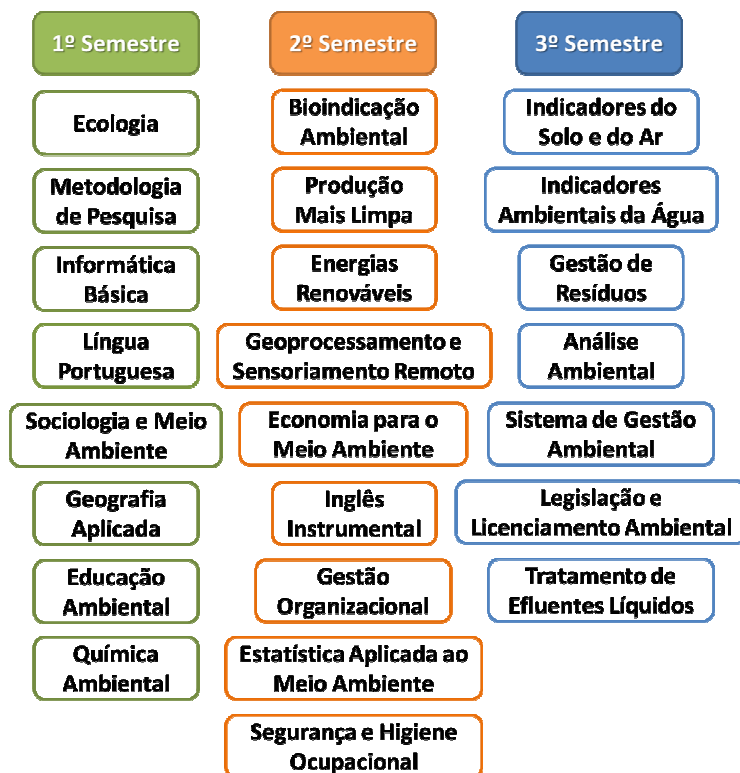 1º Semestre
Ecologia
Metodologia
de Pesquisa
Informática
Básica
Língua
Portuguesa
Sociologia e Meio
Ambiente
Geografia
Aplicada
Educação
Ambiental
Química
Ambiental
2º Semestre
Bioindicação
Ambiental
Produção
Mais Limpa
Energias
Renováveis
Geoprocessamento e
Sensoriamento Remoto
Economia para o
Meio Ambiente
Inglês
Instrumental
Gestão
Organizacional
Estatística Aplicada ao
Meio Ambiente
Segurança e Higiene
Ocupacional
3º Semestre
Indicadores do
Solo e do Ar
Indicadores
Ambientais da Água
Gestão de
Resíduos
Análise
Ambiental
Sistema de Gestão
Ambiental
Legislação e
Licenciamento Ambiental
Tratamento de
Efluentes Líquidos